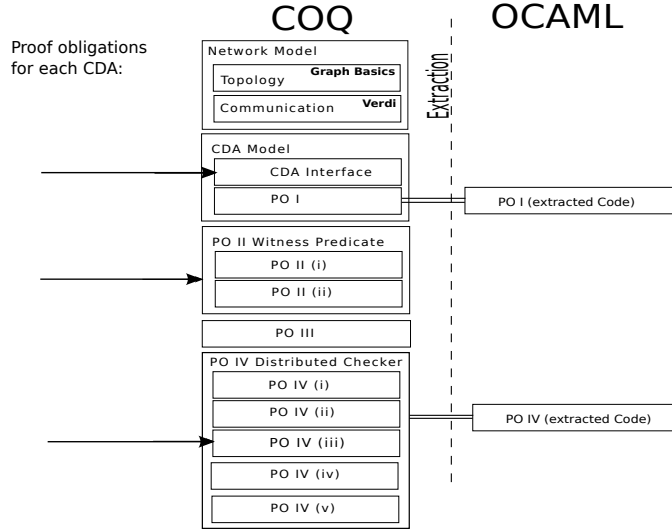 COQ
OCAML
Proof obligations
for each CDA:
Network Model
Topology
Graph Basics
Communication
Verdi
Extraction
CDA Model
CDA Interface
PO I
PO I (extracted Code)
PO II Witness Predicate
PO II (i)
PO II (ii)
PO III
PO IV Distributed Checker
PO IV (i)
PO IV (ii)
PO IV (extracted Code)
PO IV (iii)
PO IV (iv)
PO IV (v)